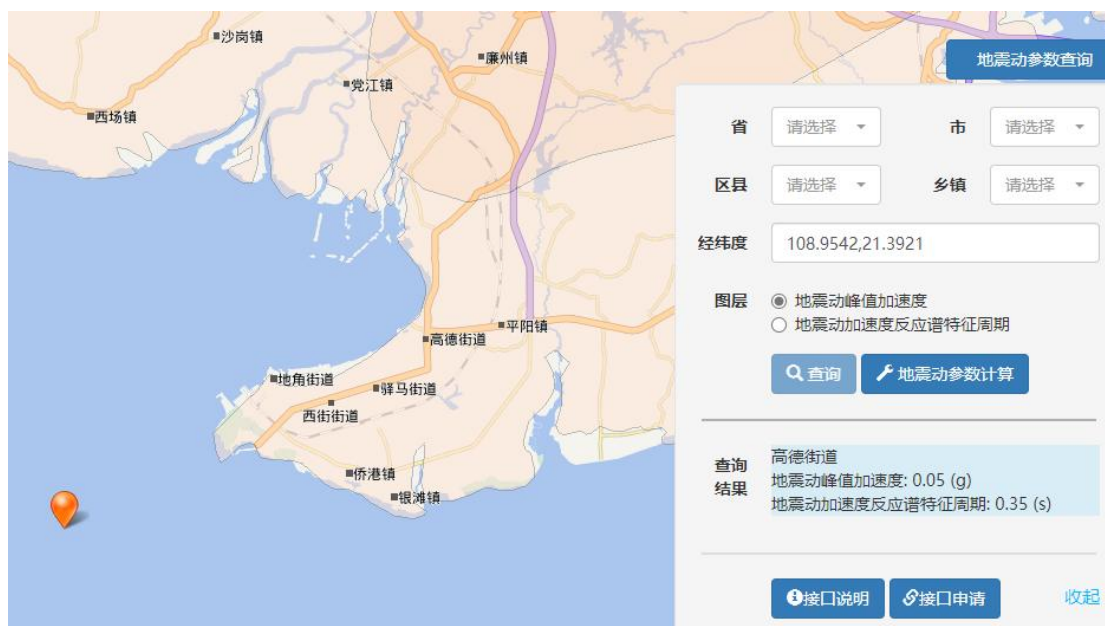 沙岗镇
廉州镇
党江镇
西场镇
平阳镇
高德街道
地角街道
驿马街道
西街街道
侨港镇
银滩镇
地震动参数查询
省 请选择 市 请选择
区县 请选择 乡镇 请选择
经纬度 108.9542,21.3921
图层 地震动峰值加速度
地震动加速度反应谱特征周期
查询 地震动参数计算
查询结果
高德街道
地震动峰值加速度: 0.05 (g)
地震动加速度反应谱特征周期: 0.35 (s)
接口说明 接口申请 收起